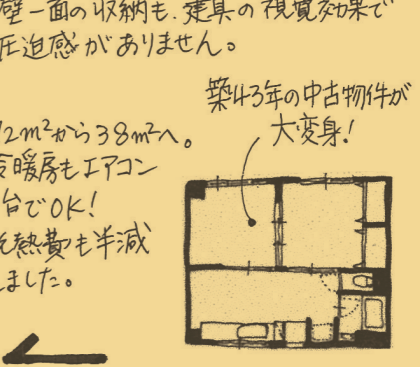 壁一面の収納も、建具の視覚効果で
圧迫感がありません。
築43年の中古物件が
大変身!
2m²から38m²へ。
冷暖房もエアコン
台でOK!
光熱費も半減
ました。